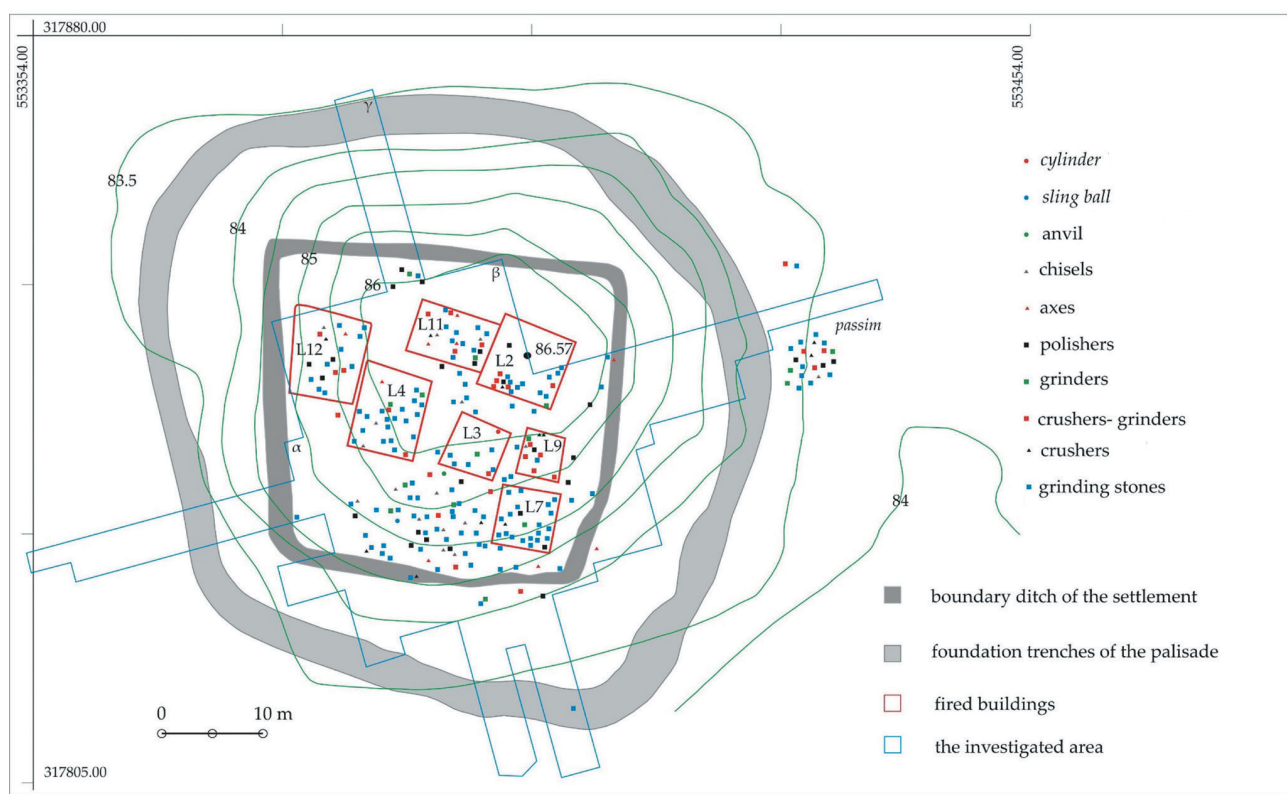 317880.00
553354.00
553454.00
γ
83.5
cylinder
sling ball
84
anvil
85
chisels
β
86
axes
L11
passim
polishers
L12
L2
86.57
grinders
L4
crushers- grinders
L3
L9
α
crushers
84
grinding stones
L7
boundary ditch of the settlement
foundation trenches of the palisade
fired buildings
0 10 m
the investigated area
317805.00